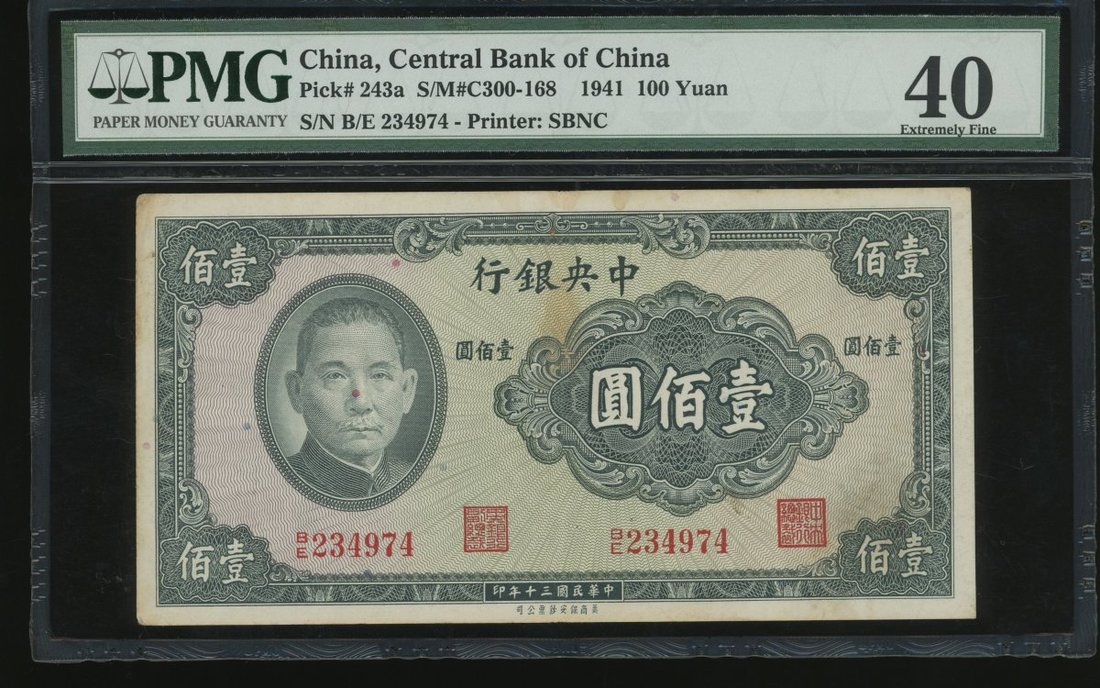 PMG
PAPER MONEY GUARANTY
China, Central Bank of China
Pick# 243a S/M#C300-168 1941 100 Yuan
S/N B/E 234974 - Printer: SBNC
40
Extremely Fine
佰壹
佰壹
行銀央中
圓佰壹
圓佰壹
圓佰壹
B/E 234974
B/E 234974
佰壹
佰壹
印年十三國民華中
司公票鈔安保商美